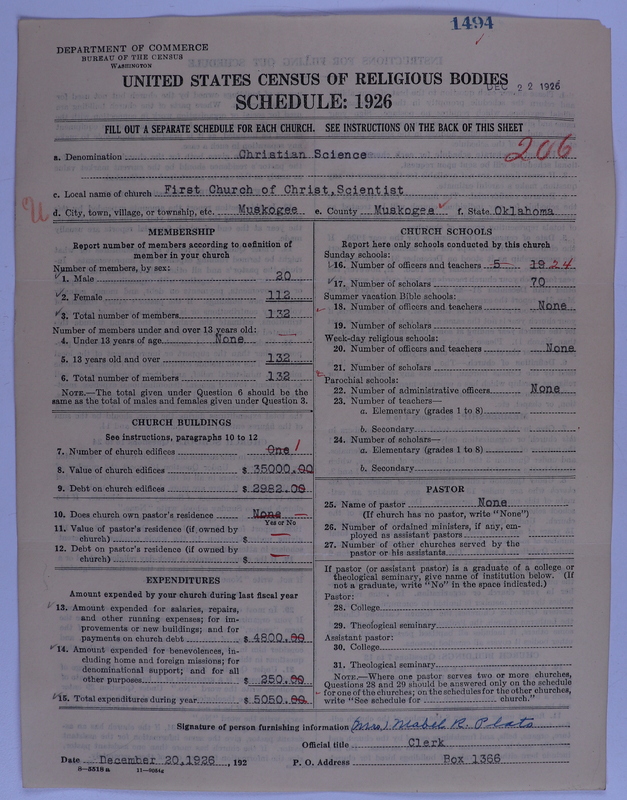 1494
DEPARTMENT OF COMMERCE
BUREAU OF THE CENSUS
WASHINGTON
UNITED STATES CENSUS OF RELIGIOUS BODIES
DEC 22 1926
SCHEDULE: 1926
FILL OUT A SEPARATE SCHEDULE FOR EACH CHURCH. SEE INSTRUCTIONS ON THE BACK OF THIS SHEET
a. Denomination Christian Science 206
c. Local name of church First Church of Christ,Scientist
d. City, town, village, or township, etc. Muskogee e. County Muskogee f. State Oklahoma
MEMBERSHIP
Report number of members according to definition of
member in your church
Number of members, by sex:
1. Male 20
2. Female 112
3. Total number of members 132
Number of members under and over 13 years old:
4. Under 13 years of age None
5. 13 years old and over 132
6. Total number of members 132
NOTE.—The total given under Question 6 should be the
same as the total of males and females given under Question 3.
CHURCH BUILDINGS
See instructions, paragraphs 10 to 12
7. Number of church edifices One 1
8. Value of church edifices $ 35000.00
9. Debt on church edifices $ 2982.00
10. Does church own pastor's residence None
Yes or No
11. Value of pastor's residence (if owned by
church) $
12. Debt on pastor's residence (if owned by
church) $
EXPENDITURES
Amount expended by your church during last fiscal year
13. Amount expended for salaries, repairs,
and other running expenses; for im-
provements or new buildings; and for
payments on church debt $ 4800.00
14. Amount expended for benevolences, in-
cluding home and foreign missions; for
denominational support; and for all
other purposes $ 250.00
15. Total expenditures during year $ 5050.00
CHURCH SCHOOLS
Report here only schools conducted by this church
Sunday schools:
16. Number of officers and teachers 5 19 24
17. Number of scholars 70
Summer vacation Bible schools:
18. Number of officers and teachers None
19. Number of scholars
Week-day religious schools:
20. Number of officers and teachers None
21. Number of scholars
Parochial schools:
22. Number of administrative officers None
23. Number of teachers—
a. Elementary (grades 1 to 8)
b. Secondary
24. Number of scholars—
a. Elementary (grades 1 to 8)
b. Secondary
PASTOR
25. Name of pastor None
(If church has no pastor, write "None")
26. Number of ordained ministers, if any, em-
ployed as assistant pastors
27. Number of other churches served by the
pastor or his assistants
If pastor (or assistant pastor) is a graduate of a college or
theological seminary, give name of institution below. (If
not a graduate, write "No" in the space indicated.)
Pastor:
28. College
29. Theological seminary
Assistant pastor:
30. College
31. Theological seminary
NOTE.—Where one pastor serves two or more churches,
Questions 28 and 29 should be answered only on the schedule
for one of the churches; on the schedules for the other churches,
write "See schedule for church."
Signature of person furnishing information (Mrs) Mabil R. Plato
Official title Clerk
Date December 20,1926 , 192 P. O. Address Box 1366
8—5518a 11—9034g